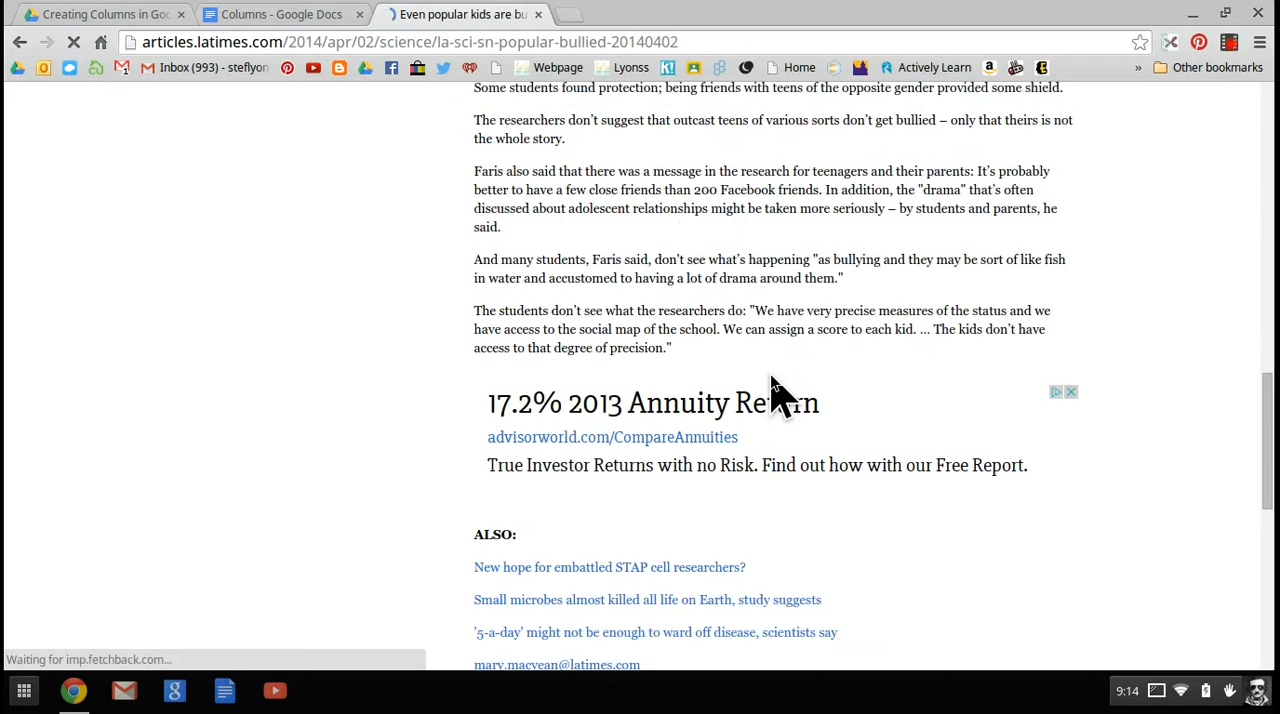 Creating Columns in Goo
Columns - Google Docs
Even popular kids are bu
articles.latimes.com/2014/apr/02/science/la-sci-sn-popular-bullied-20140402
Inbox (993) - steflyon
Webpage
Lyonss
Home
Actively Learn
»
Other bookmarks
Some students found protection; being friends with teens of the opposite gender provided some shield.
The researchers don't suggest that outcast teens of various sorts don't get bullied – only that theirs is not
the whole story.
Faris also said that there was a message in the research for teenagers and their parents: It's probably
better to have a few close friends than 200 Facebook friends. In addition, the "drama" that's often
discussed about adolescent relationships might be taken more seriously – by students and parents, he
said.
And many students, Faris said, don't see what's happening "as bullying and they may be sort of like fish
in water and accustomed to having a lot of drama around them."
The students don't see what the researchers do: "We have very precise measures of the status and we
have access to the social map of the school. We can assign a score to each kid. ... The kids don't have
access to that degree of precision."
17.2% 2013 Annuity Return
advisorworld.com/CompareAnnuities
True Investor Returns with no Risk. Find out how with our Free Report.
ALSO:
New hope for embattled STAP cell researchers?
Small microbes almost killed all life on Earth, study suggests
'5-a-day' might not be enough to ward off disease, scientists say
mary.macvean@latimes.com
Waiting for imp.fetchback.com...
9:14